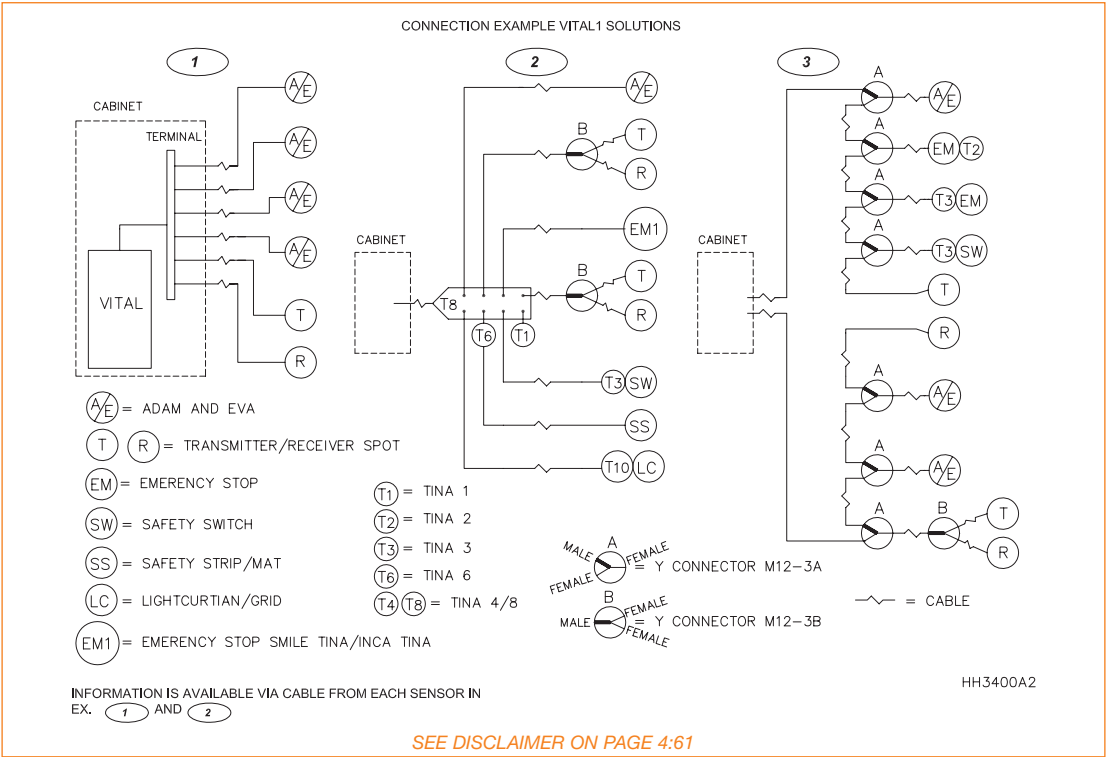 CONNECTION EXAMPLE VITAL1 SOLUTIONS
1
CABINET
TERMINAL
VITAL
A/E
A/E
A/E
A/E
T
R
2
CABINET
T8
A/E
B
T
R
EM1
B
T
R
T6
T1
T3 SW
SS
T10 LC
3
CABINET
A
A/E
A
EM T2
A
T3 EM
A
T3 SW
T
R
A
A/E
A
A/E
A
B
T
R
A/E = ADAM AND EVA
T R = TRANSMITTER/RECEIVER SPOT
EM = EMERENCY STOP
SW = SAFETY SWITCH
SS = SAFETY STRIP/MAT
LC = LIGHTCURTIAN/GRID
EM1 = EMERENCY STOP SMILE TINA/INCA TINA
T1 = TINA 1
T2 = TINA 2
T3 = TINA 3
T6 = TINA 6
T4 T8 = TINA 4/8
A
MALE FEMALE
FEMALE = Y CONNECTOR M12-3A
B
FEMALE
MALE = Y CONNECTOR M12-3B
FEMALE
= CABLE
HH3400A2
INFORMATION IS AVAILABLE VIA CABLE FROM EACH SENSOR IN
EX. 1 AND 2
SEE DISCLAIMER ON PAGE 4:61